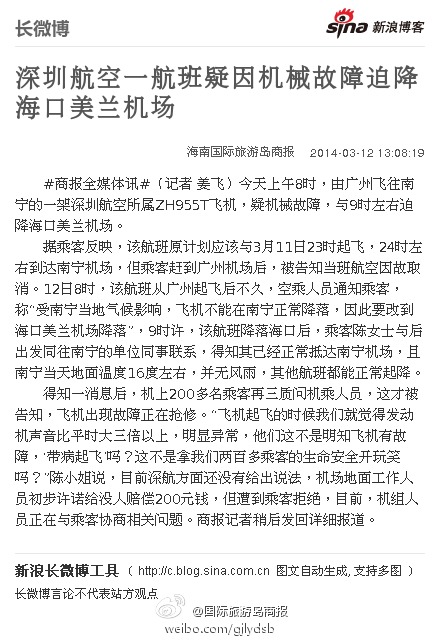 长微博
sina 新浪博客
深圳航空一航班疑因机械故障迫降
海口美兰机场
海南国际旅游岛商报 2014-03-12 13:08:19
#商报全媒体讯#（记者 姜飞）今天上午8时，由广州飞往南
宁的一架深圳航空所属ZH955T飞机，疑机械故障，与9时左右迫
降海口美兰机场。
据乘客反映，该航班原计划应该与3月11日23时起飞，24时左
右到达南宁机场，但乘客赶到广州机场后，被告知当班航空因故取
消。12日8时，该航班从广州起飞后不久，空乘人员通知乘客，
称“受南宁当地气候影响，飞机不能在南宁正常降落，因此要改到
海口美兰机场降落”，9时许，该航班降落海口后，乘客陈女士与后
出发同往南宁的单位同事联系，得知其已经正常抵达南宁机场，且
南宁当天地面温度16度左右，并无风雨，其他航班都能正常起降。
得知一消息后，机上200多名乘客再三质问机乘人员，这才被
告知，飞机出现故障正在抢修。“飞机起飞的时候我们就觉得发动
机声音比平时大三倍以上，明显异常，他们这不是明知飞机有故
障，‘带病起飞’吗？这不是拿我们两百多乘客的生命安全开玩笑
吗？”陈小姐说，目前深航方面还没有给出说法，机场地面工作人
员初步许诺给没人赔偿200元钱，但遭到乘客拒绝，目前，机组人
员正在与乘客协商相关问题。商报记者稍后发回详细报道。
新浪长微博工具（ http://c.blog.sina.com.cn 图文自动生成, 支持多图 ）
长微博言论不代表站方观点
@国际旅游岛商报
weibo.com/gjlydsb